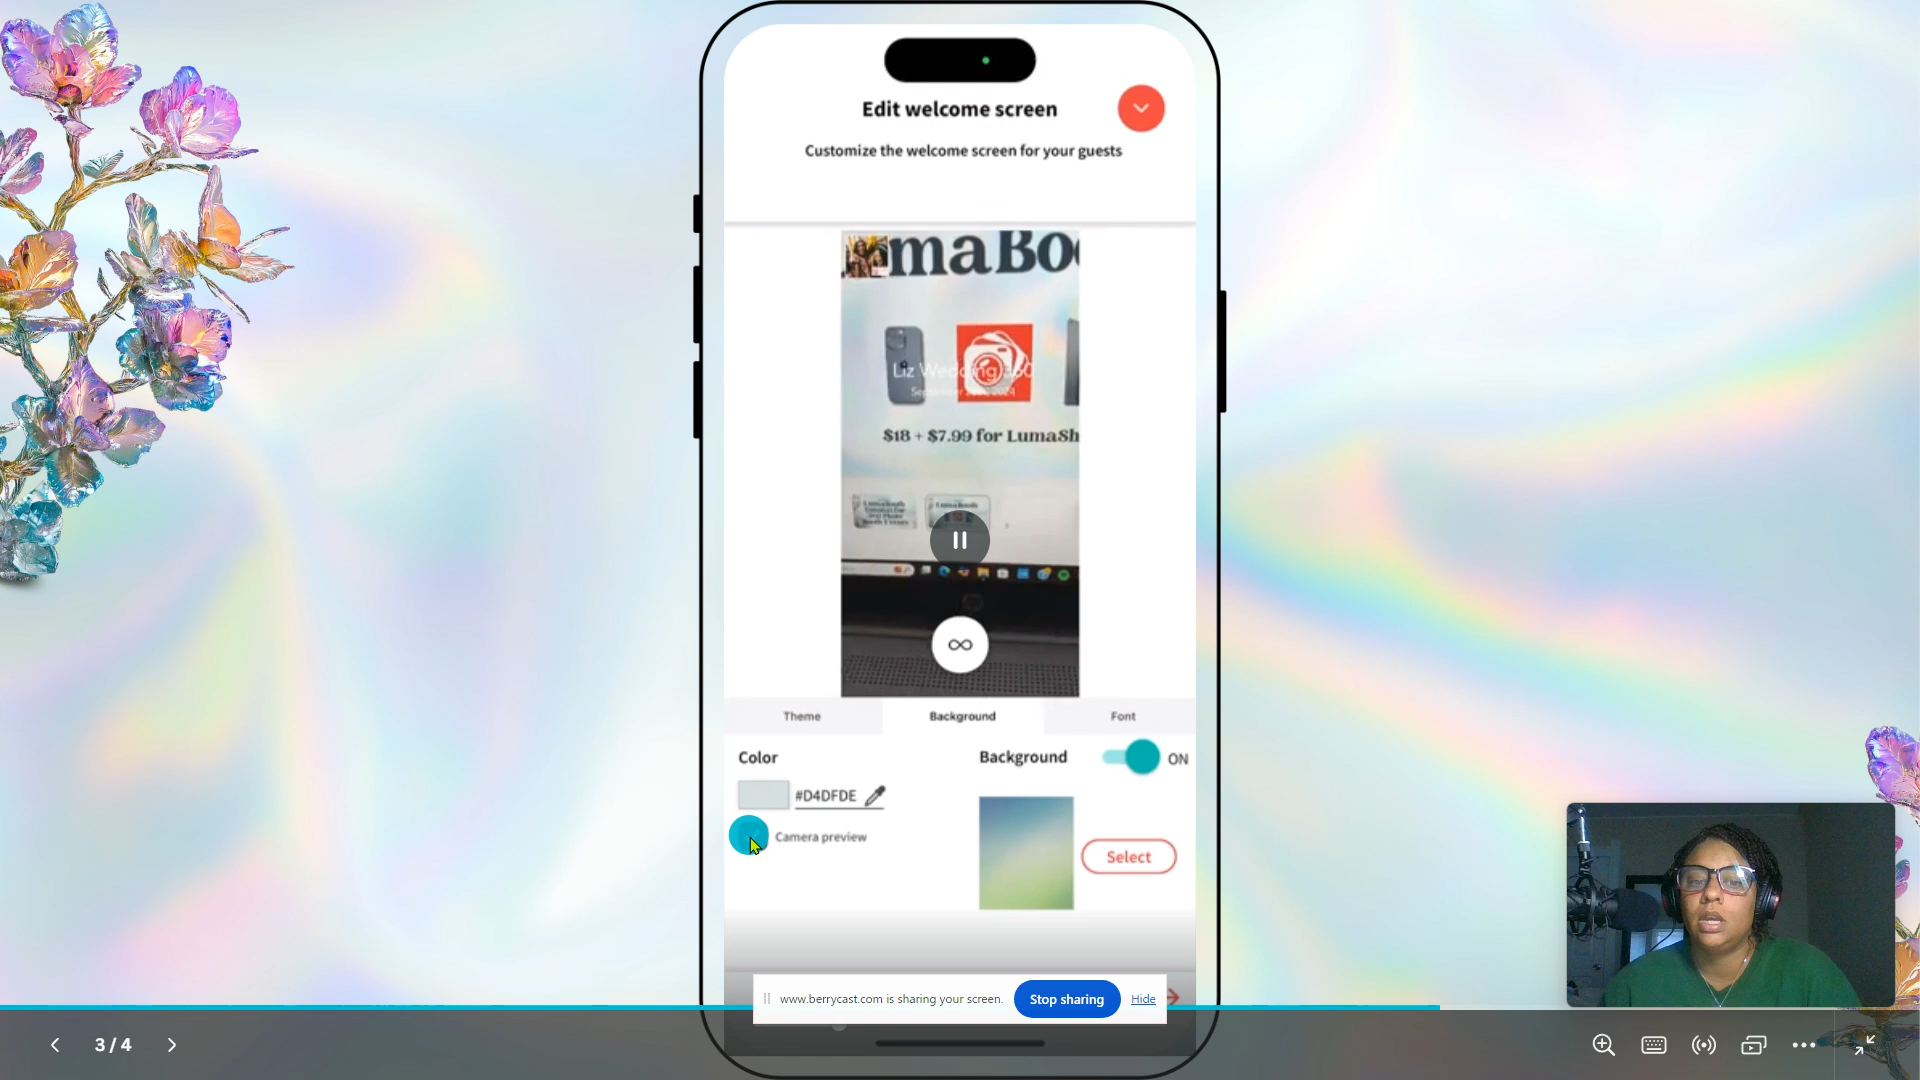 Edit welcome screen
Customize the welcome screen for your guests
maBoo
Liz Wedding 360
$18 + $7.99 for LumaSh
Theme
Background
Font
Color
Background
ON
#D4DFDE
Camera preview
Select
www.berrycast.com is sharing your screen.
Stop sharing
Hide
3 / 4